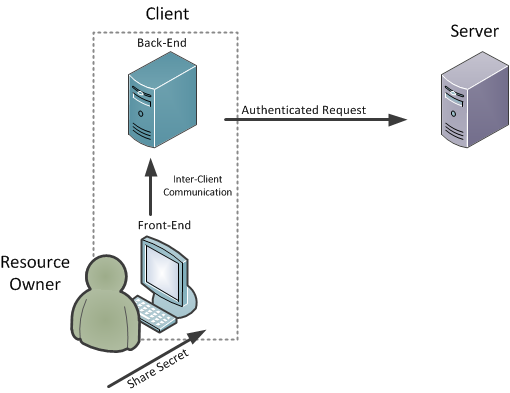 Client
Server
Back-End
Authenticated Request
Inter-Client
Communication
Front-End
Resource
Owner
Share Secret